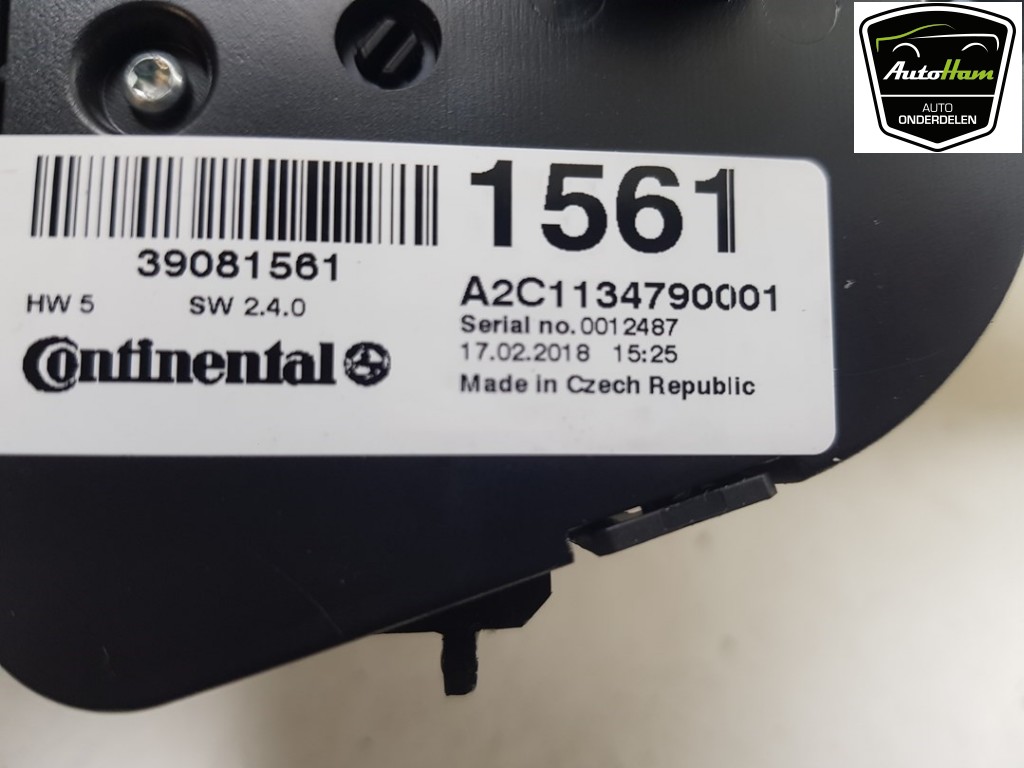 AutoHam
AUTO
ONDERDELEN
1561
39081561
HW 5 SW 2.4.0
Continental
A2C1134790001
Serial no. 0012487
17.02.2018 15:25
Made in Czech Republic